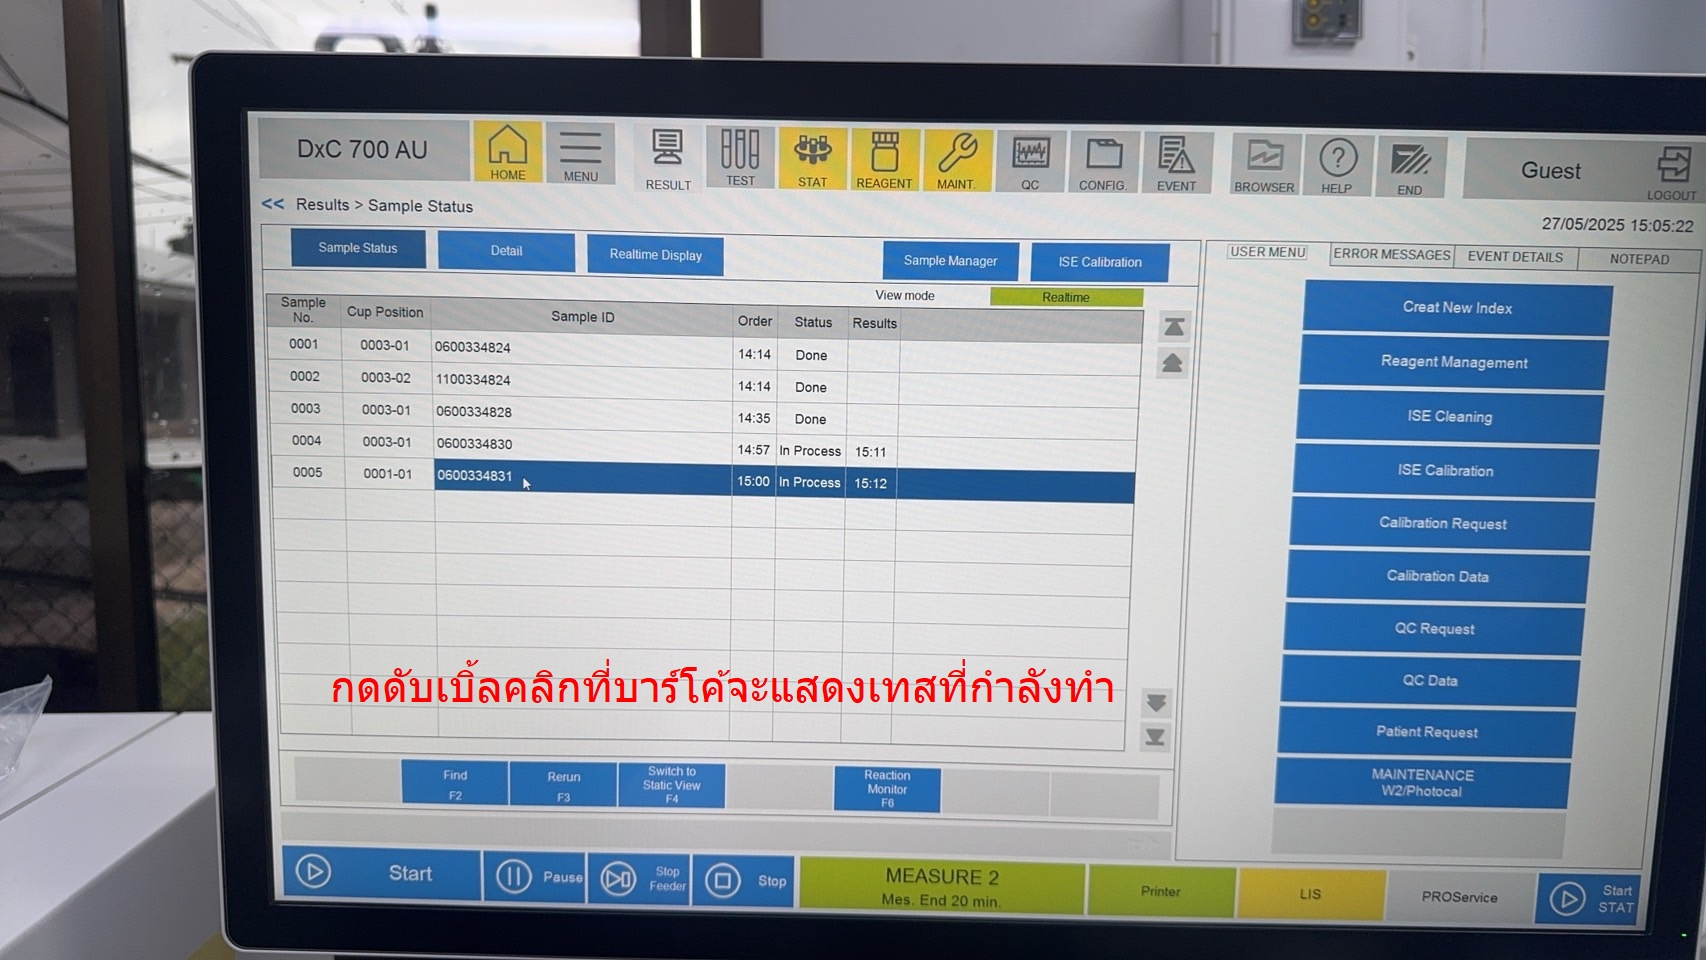 DxC 700 AU
HOME
MENU
RESULT
TEST
STAT
REAGENT
MAINT.
QC
CONFIG.
EVENT
BROWSER
HELP
END
Guest
LOGOUT
<< Results > Sample Status
27/05/2025 15:05:22
Sample Status
Detail
Realtime Display
Sample Manager
ISE Calibration
USER MENU
ERROR MESSAGES
EVENT DETAILS
NOTEPAD
View mode
Realtime
Sample No. Cup Position Sample ID Order Status Results
0001 0003-01 0600334824 14:14 Done
0002 0003-02 1100334824 14:14 Done
0003 0003-01 0600334828 14:35 Done
0004 0003-01 0600334830 14:57 In Process 15:11
0005 0001-01 0600334831 15:00 In Process 15:12
Creat New Index
Reagent Management
ISE Cleaning
ISE Calibration
Calibration Request
Calibration Data
QC Request
QC Data
Patient Request
MAINTENANCE
W2/Photocal
กดดับเบิ้ลคลิกที่บาร์โค้จะแสดงเทสที่กำลังทำ
Find
F2
Rerun
F3
Switch to
Static View
F4
Reaction
Monitor
F6
Start
Pause
Stop
Feeder
Stop
MEASURE 2
Mes. End 20 min.
Printer
LIS
PROService
Start
STAT